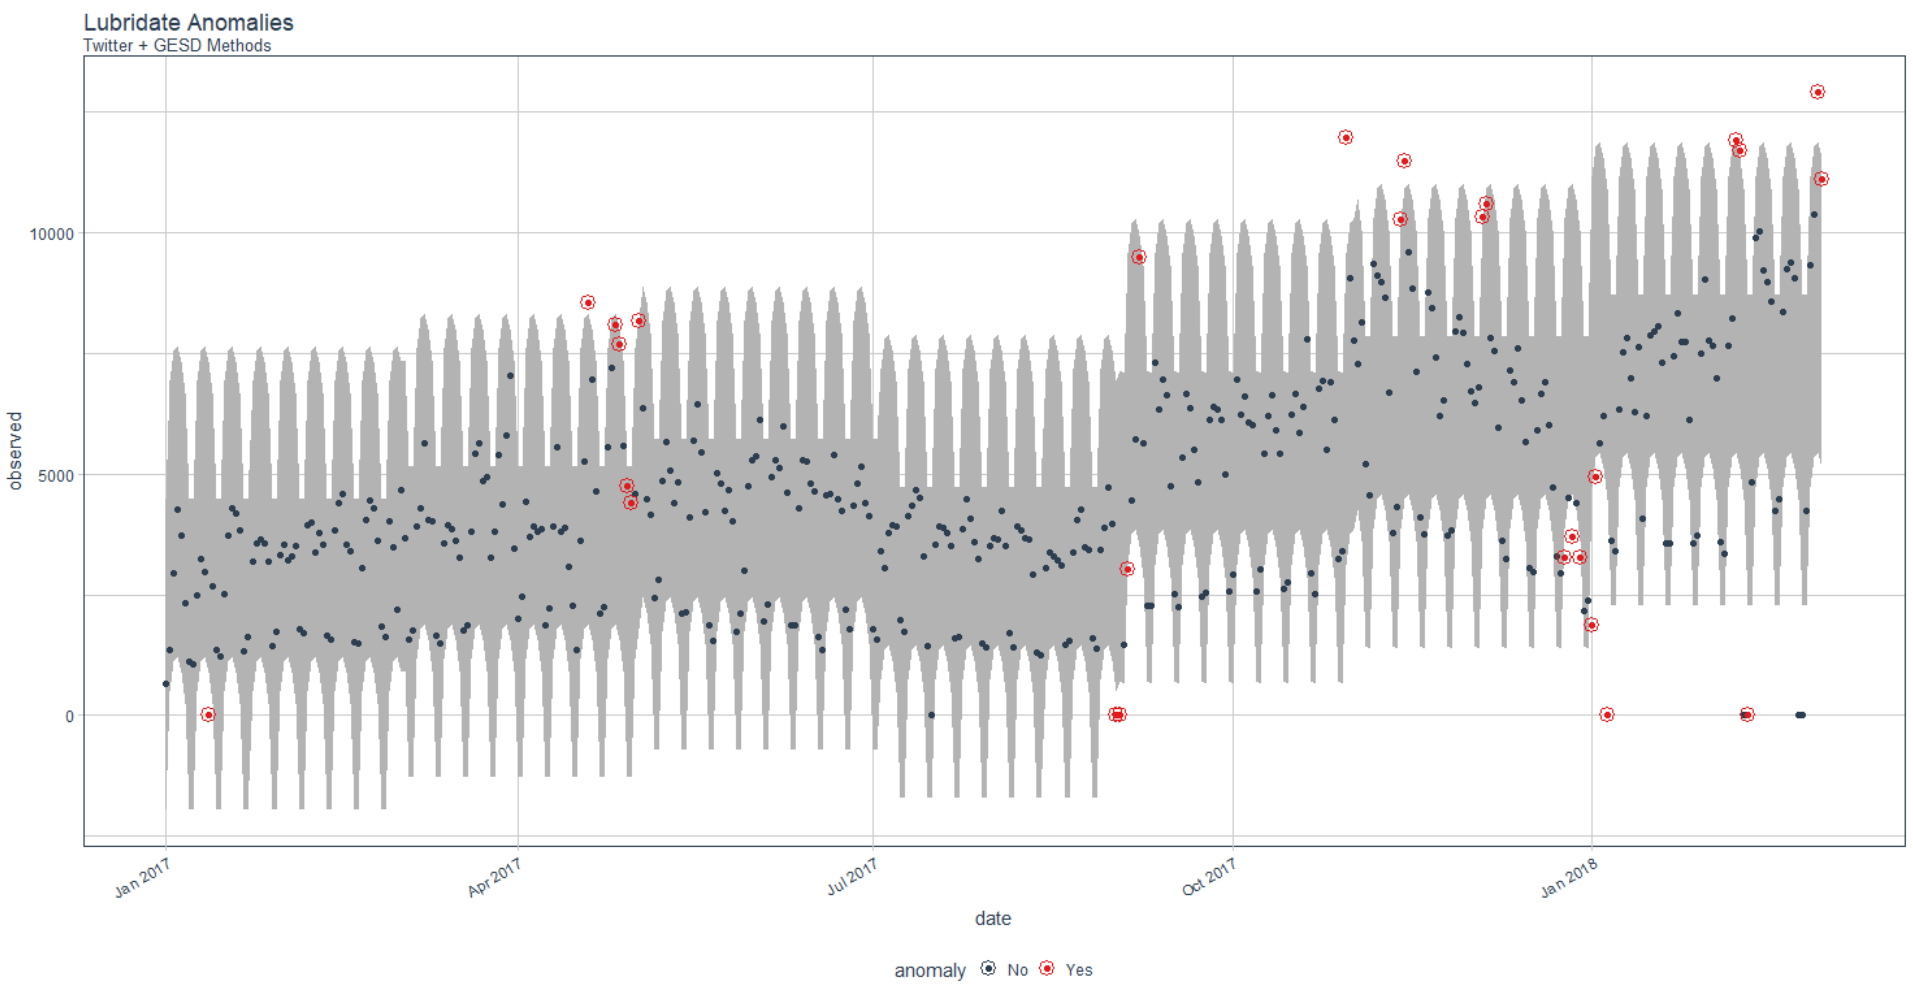 Lubridate Anomalies
Twitter + GESD Methods
observed
10000
5000
0
Jan 2017
Apr 2017
Jul 2017
Oct 2017
Jan 2018
date
anomaly No Yes